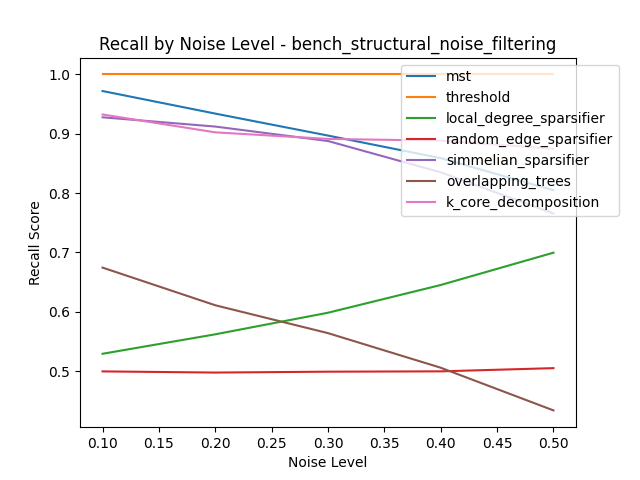 Recall by Noise Level - bench_structural_noise_filtering
1.0
0.9
0.8
0.7
0.6
0.5
Recall Score
mst
threshold
local_degree_sparsifier
random_edge_sparsifier
simmelian_sparsifier
overlapping_trees
k_core_decomposition
0.10 0.15 0.20 0.25 0.30 0.35 0.40 0.45 0.50
Noise Level